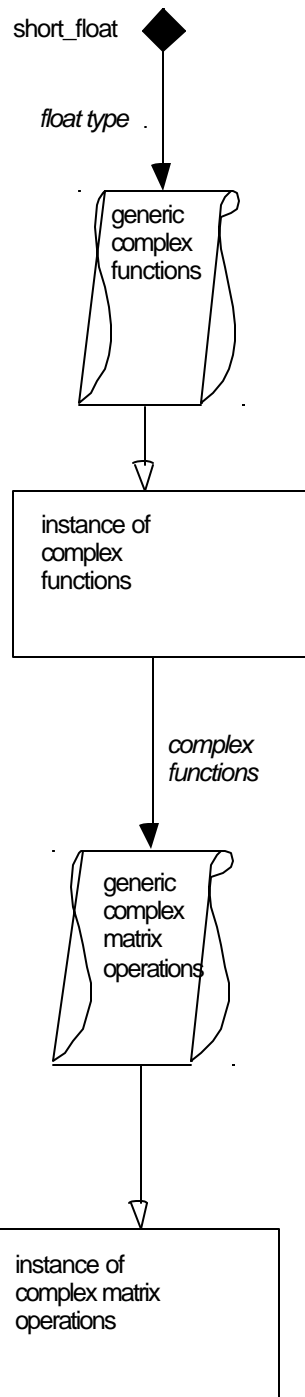 short_float
float type
generic
complex
functions
instance of
complex
functions
complex
functions
generic
complex
matrix
operations
instance of
complex matrix
operations